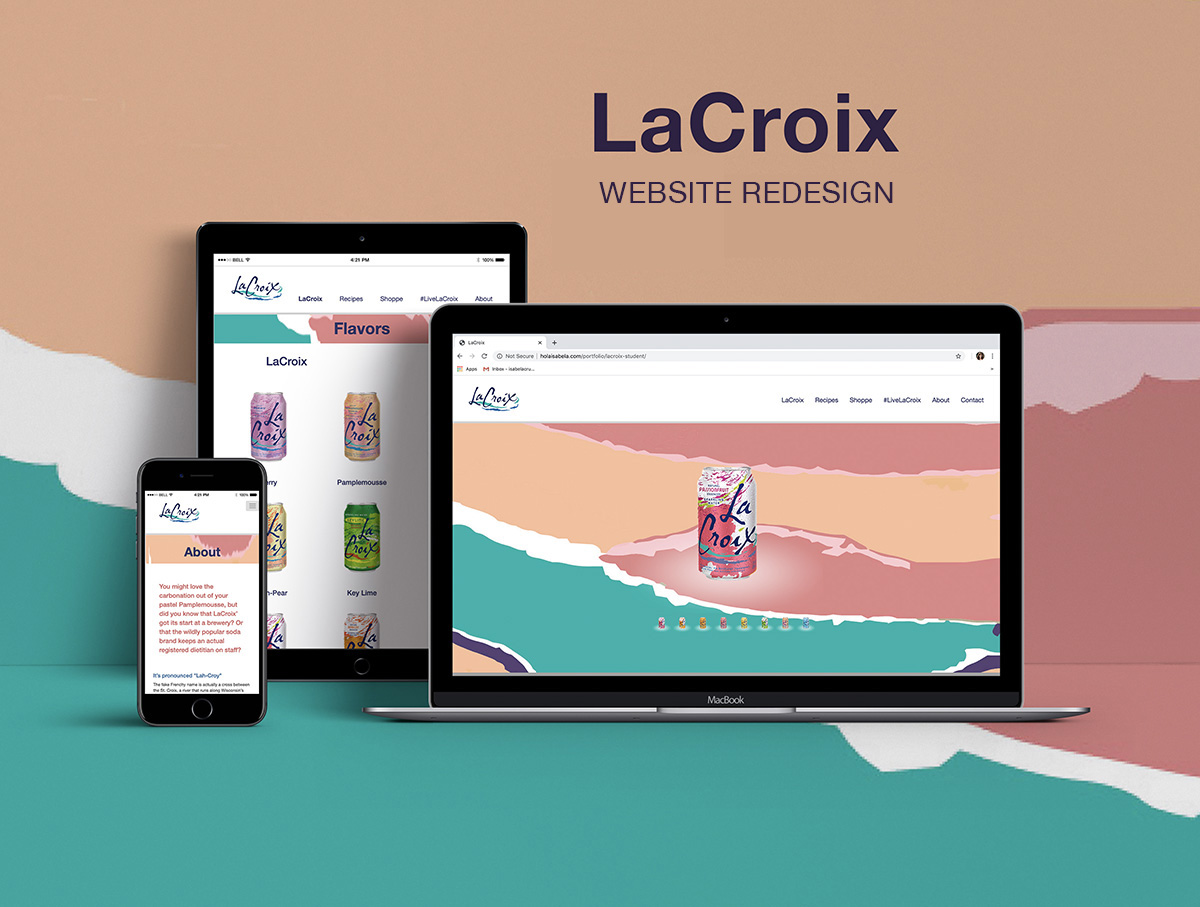 LaCroix
WEBSITE REDESIGN
BELL
4:21 PM
100%
LaCroix
LaCroix Recipes Shoppe #LiveLaCroix About
Flavors
LaCroix
La
Croix
La
Croix
Pamplemousse
La
Croix
Key Lime
BELL
4:21 PM
100%
LaCroix
About
You might love the
carbonation out of your
pastel Pamplemousse, but
did you know that LaCroix'
got its start at a brewery? Or
that the wildly popular soda
brand keeps an actual
registered dietitian on staff?
It's pronounced "Lah-Croy"
The fake Frenchy name is actually a cross between
the St. Croix, a river that runs along Wisconsin's
LaCroix
Not Secure | holaisabela.com/portfolio/lacroix-student/
Apps Inbox - isabelacru...
LaCroix
LaCroix Recipes Shoppe #LiveLaCroix About Contact
PASSIONFRUIT
La
Croix
MacBook